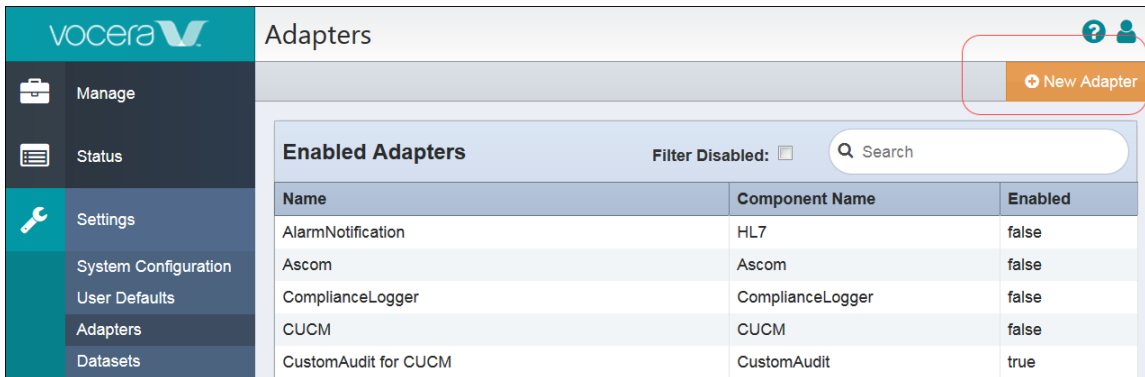 vocera
Adapters
Manage
New Adapter
Status
Enabled Adapters Filter Disabled: Search
Name Component Name Enabled
Settings
AlarmNotification HL7 false
System Configuration
Ascom Ascom false
User Defaults
ComplianceLogger ComplianceLogger false
Adapters
CUCM CUCM false
Datasets
CustomAudit for CUCM CustomAudit true